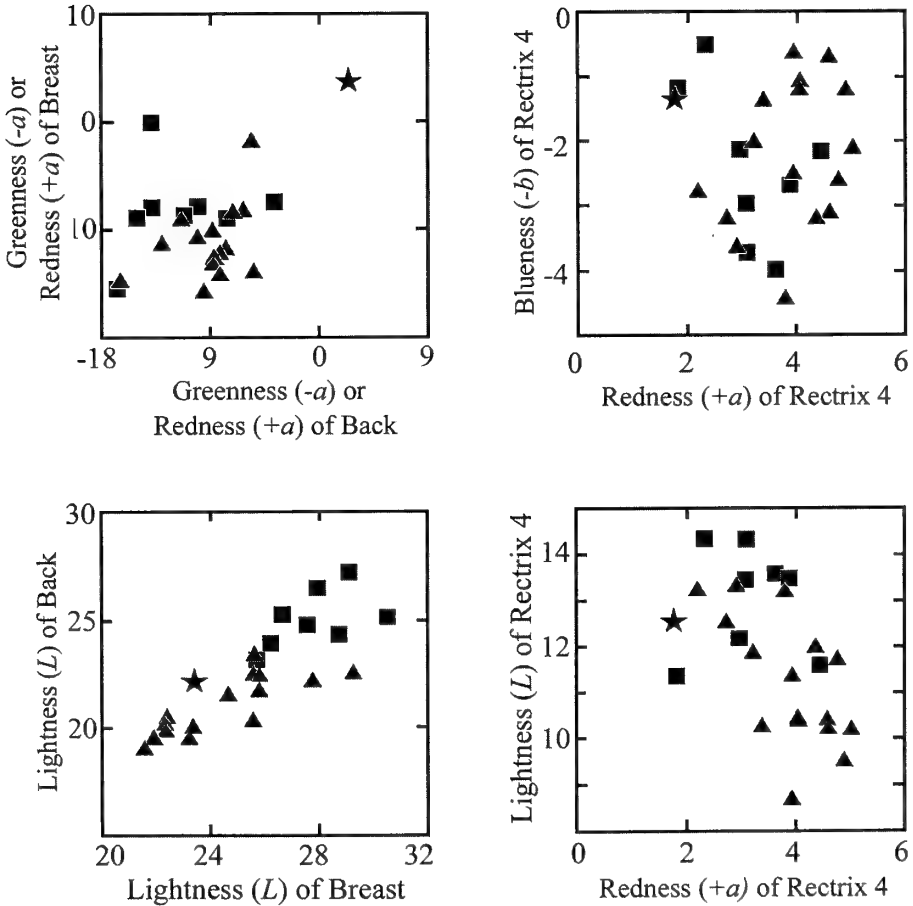 10
0
10
-18
9
0
9
Greenness (-a) or
Redness (+a) of Breast
Greenness (-a) or
Redness (+a) of Back
-0
-2
-4
0
2
4
6
Blueness (-b) of Rectrix 4
Redness (+a) of Rectrix 4
30
25
20
20
24
28
32
Lightness (L) of Back
Lightness (L) of Breast
14
12
10
0
2
4
6
Lightness (L) of Rectrix 4
Redness (+a) of Rectrix 4